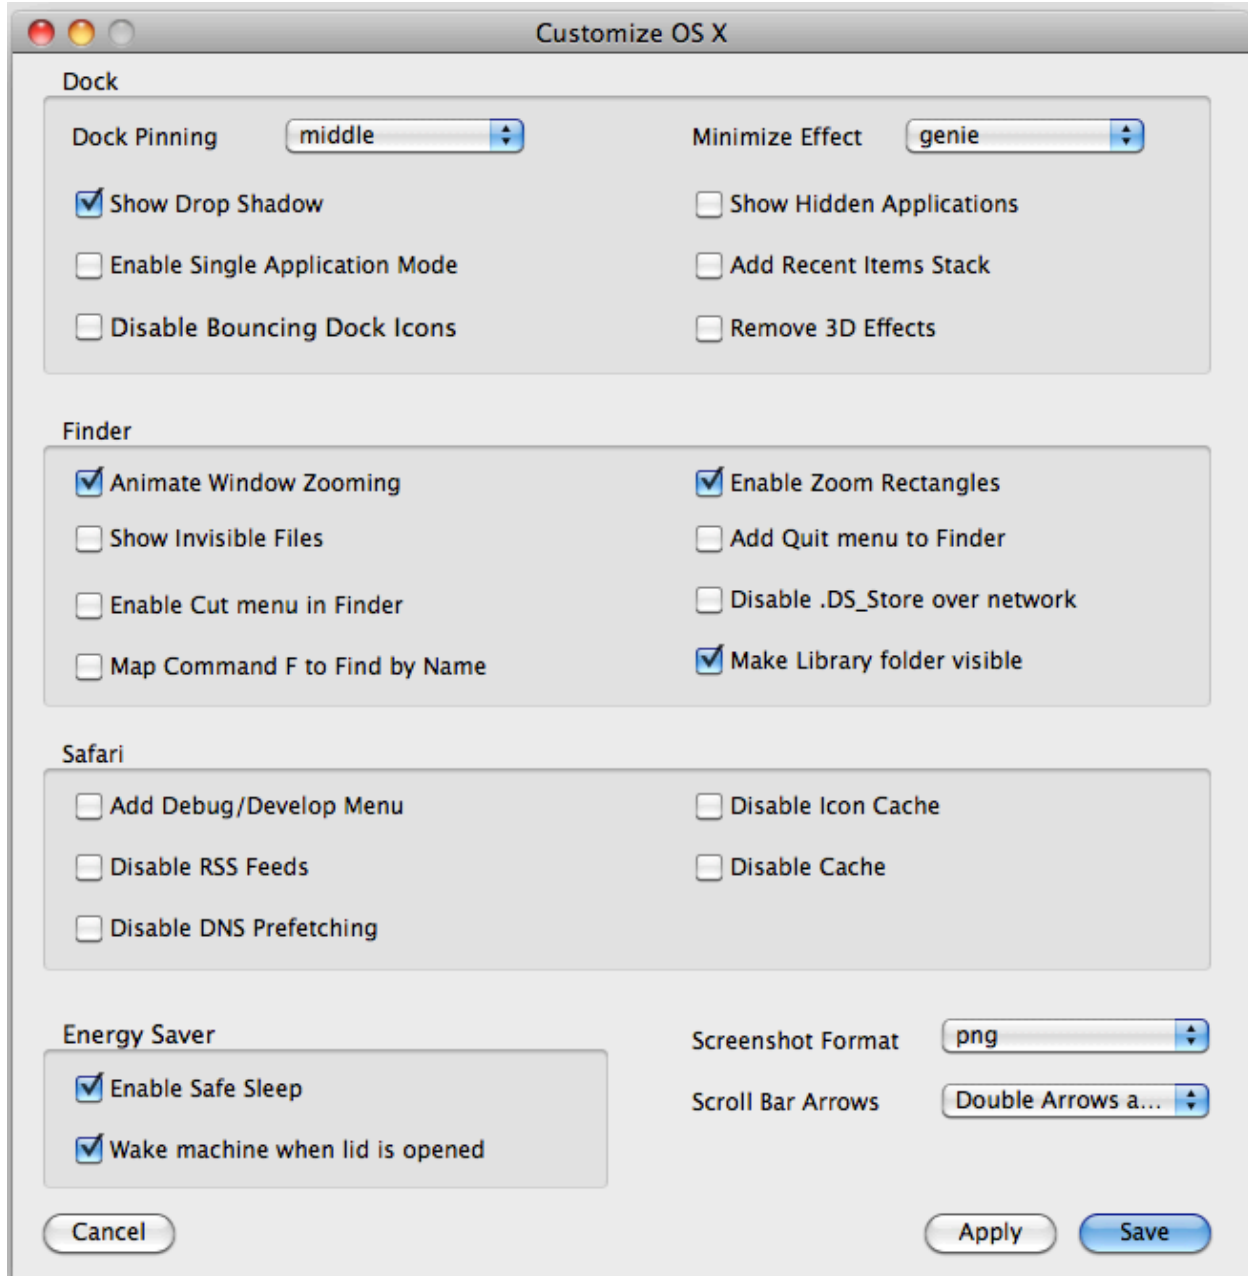 Customize OS X
Dock
Dock Pinning middle Minimize Effect genie
Show Drop Shadow Show Hidden Applications
Enable Single Application Mode Add Recent Items Stack
Disable Bouncing Dock Icons Remove 3D Effects
Finder
Animate Window Zooming Enable Zoom Rectangles
Show Invisible Files Add Quit menu to Finder
Enable Cut menu in Finder Disable .DS_Store over network
Map Command F to Find by Name Make Library folder visible
Safari
Add Debug/Develop Menu Disable Icon Cache
Disable RSS Feeds Disable Cache
Disable DNS Prefetching
Energy Saver Screenshot Format png
Enable Safe Sleep Scroll Bar Arrows Double Arrows a...
Wake machine when lid is opened
Cancel Apply Save